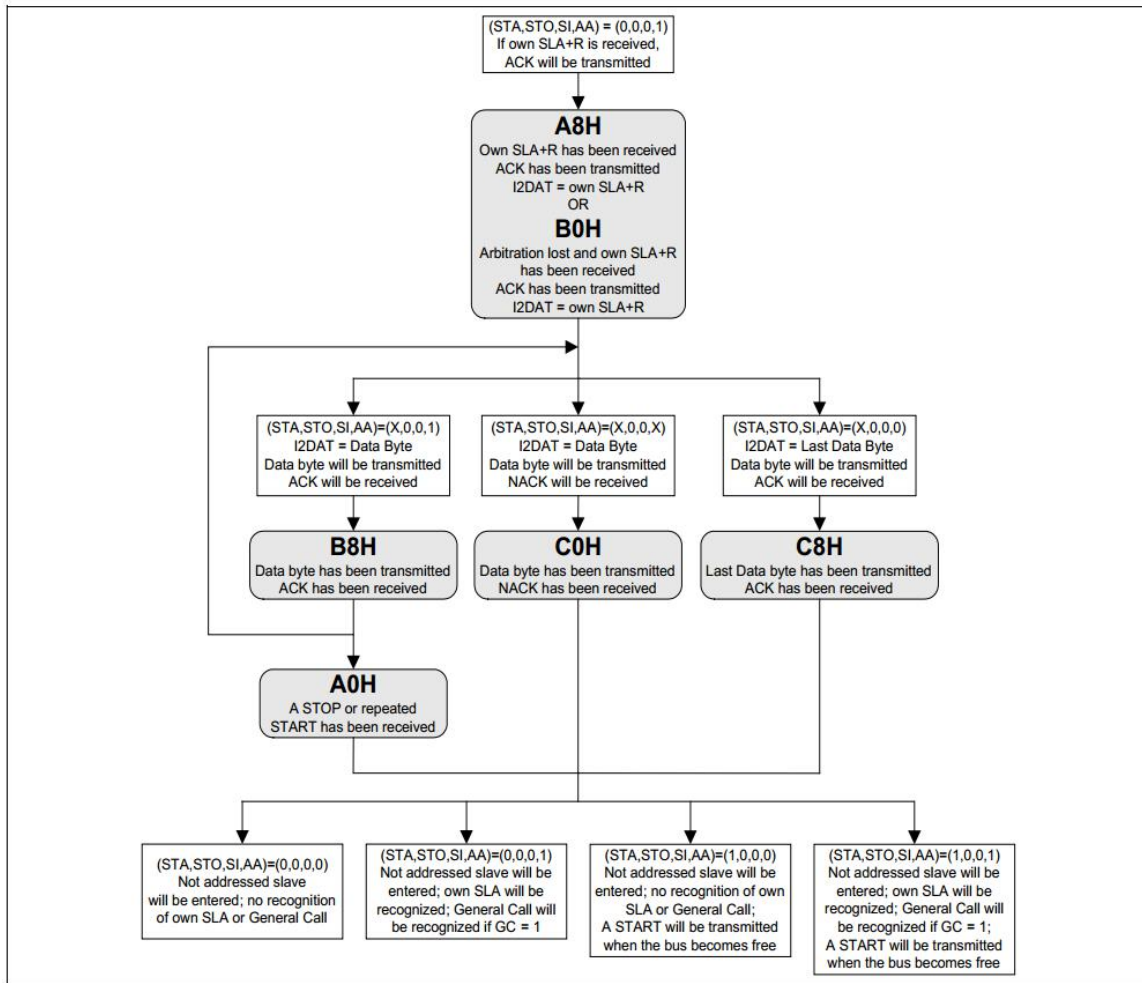 (STA,STO,SI,AA) = (0,0,0,1)
If own SLA+R is received,
ACK will be transmitted
A8H
Own SLA+R has been received
ACK has been transmitted
I2DAT = own SLA+R
OR
B0H
Arbitration lost and own SLA+R
has been received
ACK has been transmitted
I2DAT = own SLA+R
(STA,STO,SI,AA)=(X,0,0,1)
I2DAT = Data Byte
Data byte will be transmitted
ACK will be received
(STA,STO,SI,AA)=(X,0,0,X)
I2DAT = Data Byte
Data byte will be transmitted
NACK will be received
(STA,STO,SI,AA)=(X,0,0,0)
I2DAT = Last Data Byte
Data byte will be transmitted
ACK will be received
B8H
Data byte has been transmitted
ACK has been received
C0H
Data byte has been transmitted
NACK has been received
C8H
Last Data byte has been transmitted
ACK has been received
A0H
A STOP or repeated
START has been received
(STA,STO,SI,AA)=(0,0,0,0)
Not addressed slave
will be entered; no recognition
of own SLA or General Call
(STA,STO,SI,AA)=(0,0,0,1)
Not addressed slave will be
entered; own SLA will be
recognized; General Call will
be recognized if GC = 1
(STA,STO,SI,AA)=(1,0,0,0)
Not addressed slave will be
entered; no recognition of own
SLA or General Call;
A START will be transmitted
when the bus becomes free
(STA,STO,SI,AA)=(1,0,0,1)
Not addressed slave will be
entered; own SLA will be
recognized; General Call will
be recognized if GC = 1;
A START will be transmitted
when the bus becomes free